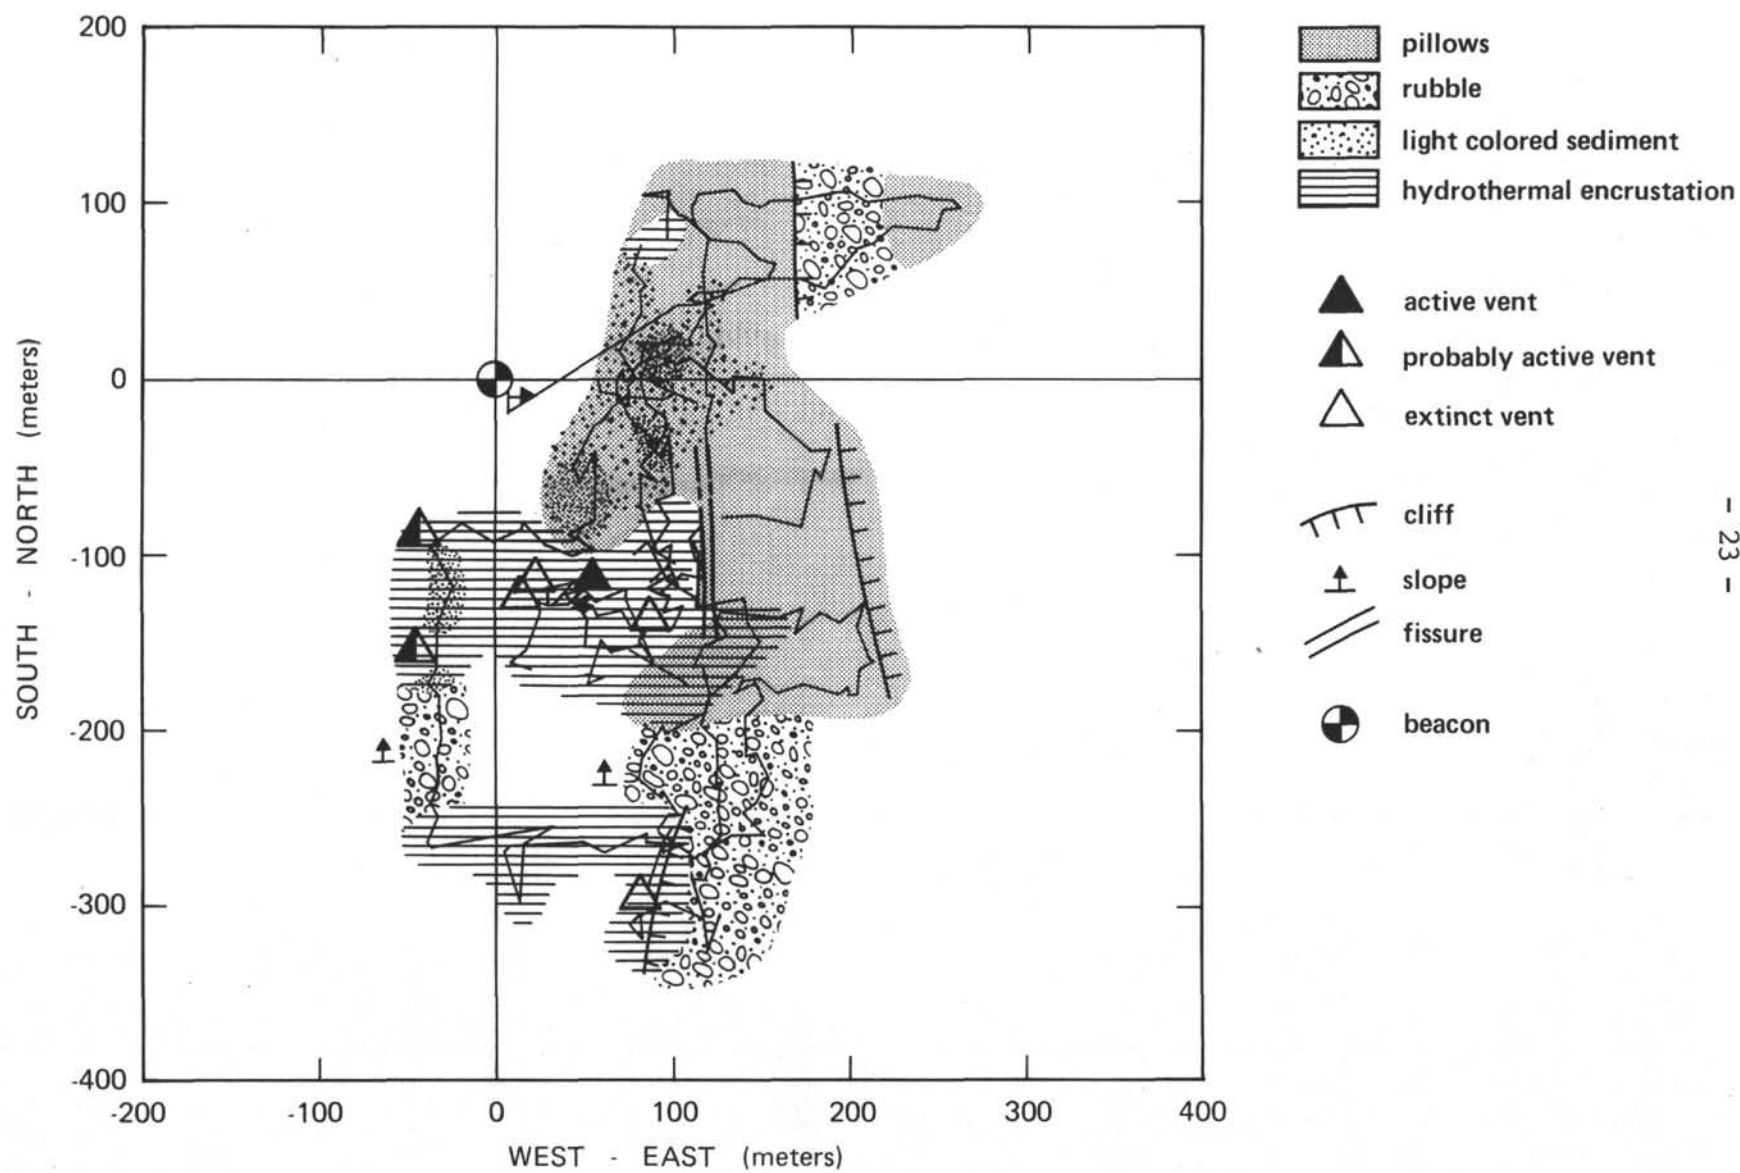 200
100
0
-100
-200
-300
-400
SOUTH - NORTH (meters)
-200
-100
0
100
200
300
400
WEST - EAST (meters)
pillows
rubble
light colored sediment
hydrothermal encrustation
active vent
probably active vent
extinct vent
cliff
slope
fissure
beacon
- 23 -